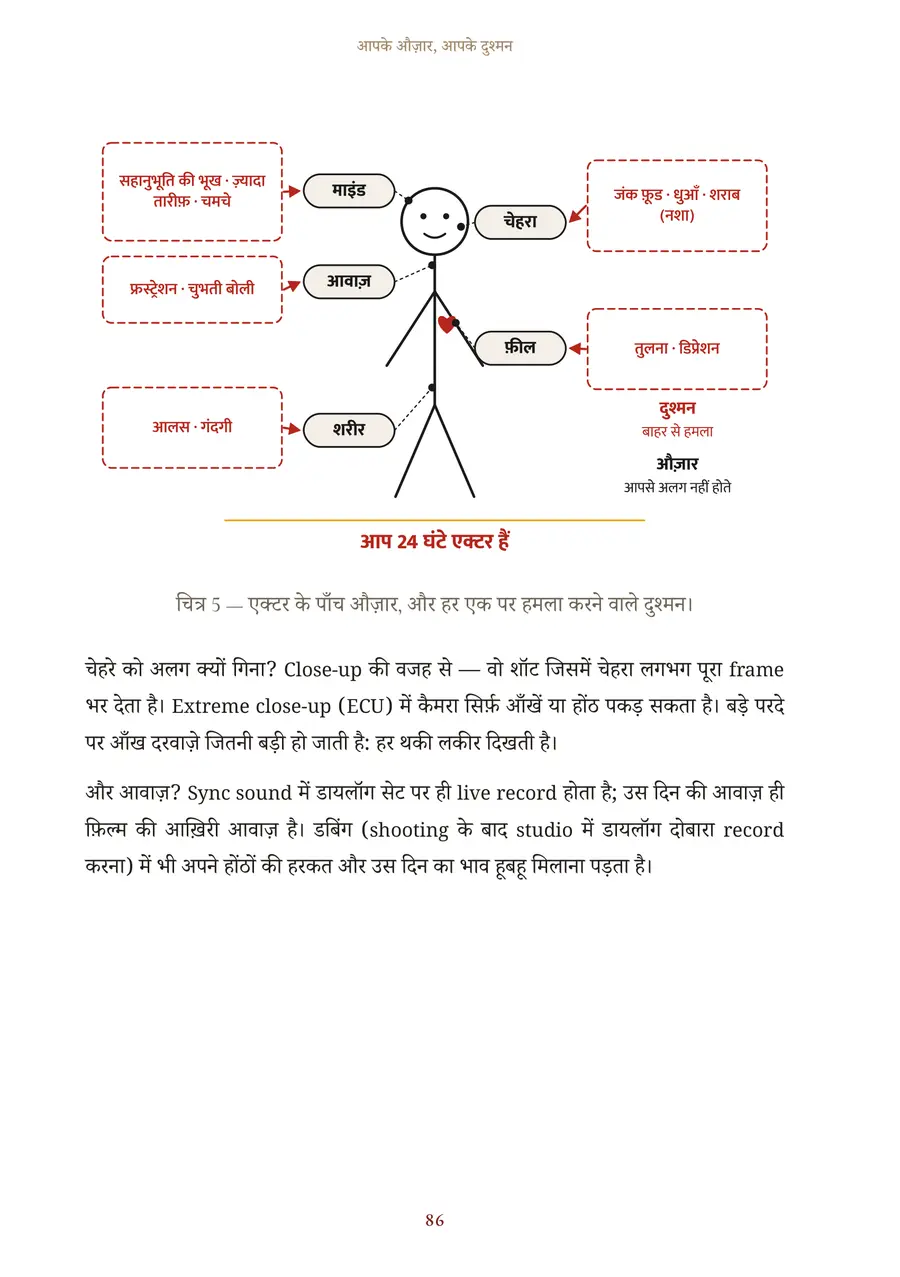 आपके औज़ार, आपके दुश्मन
सहानुभूति की भूख · ज़्यादा
तारीफ़ · चमचे
माइंड
चेहरा
जंक फ़ूड · धुआँ · शराब
(नशा)
फ्रस्ट्रेशन · चुभती बोली
आवाज़
फ़ील
तुलना · डिप्रेशन
आलस · गंदगी
शरीर
दुश्मन
बाहर से हमला
औज़ार
आपसे अलग नहीं होते
आप 24 घंटे एक्टर हैं
चित्र 5 — एक्टर के पाँच औज़ार, और हर एक पर हमला करने वाले दुश्मन।
चेहरे को अलग क्यों गिना? Close-up की वजह से — वो शॉट जिसमें चेहरा लगभग पूरा frame
भर देता है। Extreme close-up (ECU) में कैमरा सिर्फ़ आँखें या होंठ पकड़ सकता है। बड़े परदे
पर आँख दरवाज़े जितनी बड़ी हो जाती है: हर थकी लकीर दिखती है।
और आवाज़? Sync sound में डायलॉग सेट पर ही live record होता है; उस दिन की आवाज़ ही
फ़िल्म की आख़िरी आवाज़ है। डबिंग (shooting के बाद studio में डायलॉग दोबारा record
करना) में भी अपने होंठों की हरकत और उस दिन का भाव हूबहू मिलाना पड़ता है।
86